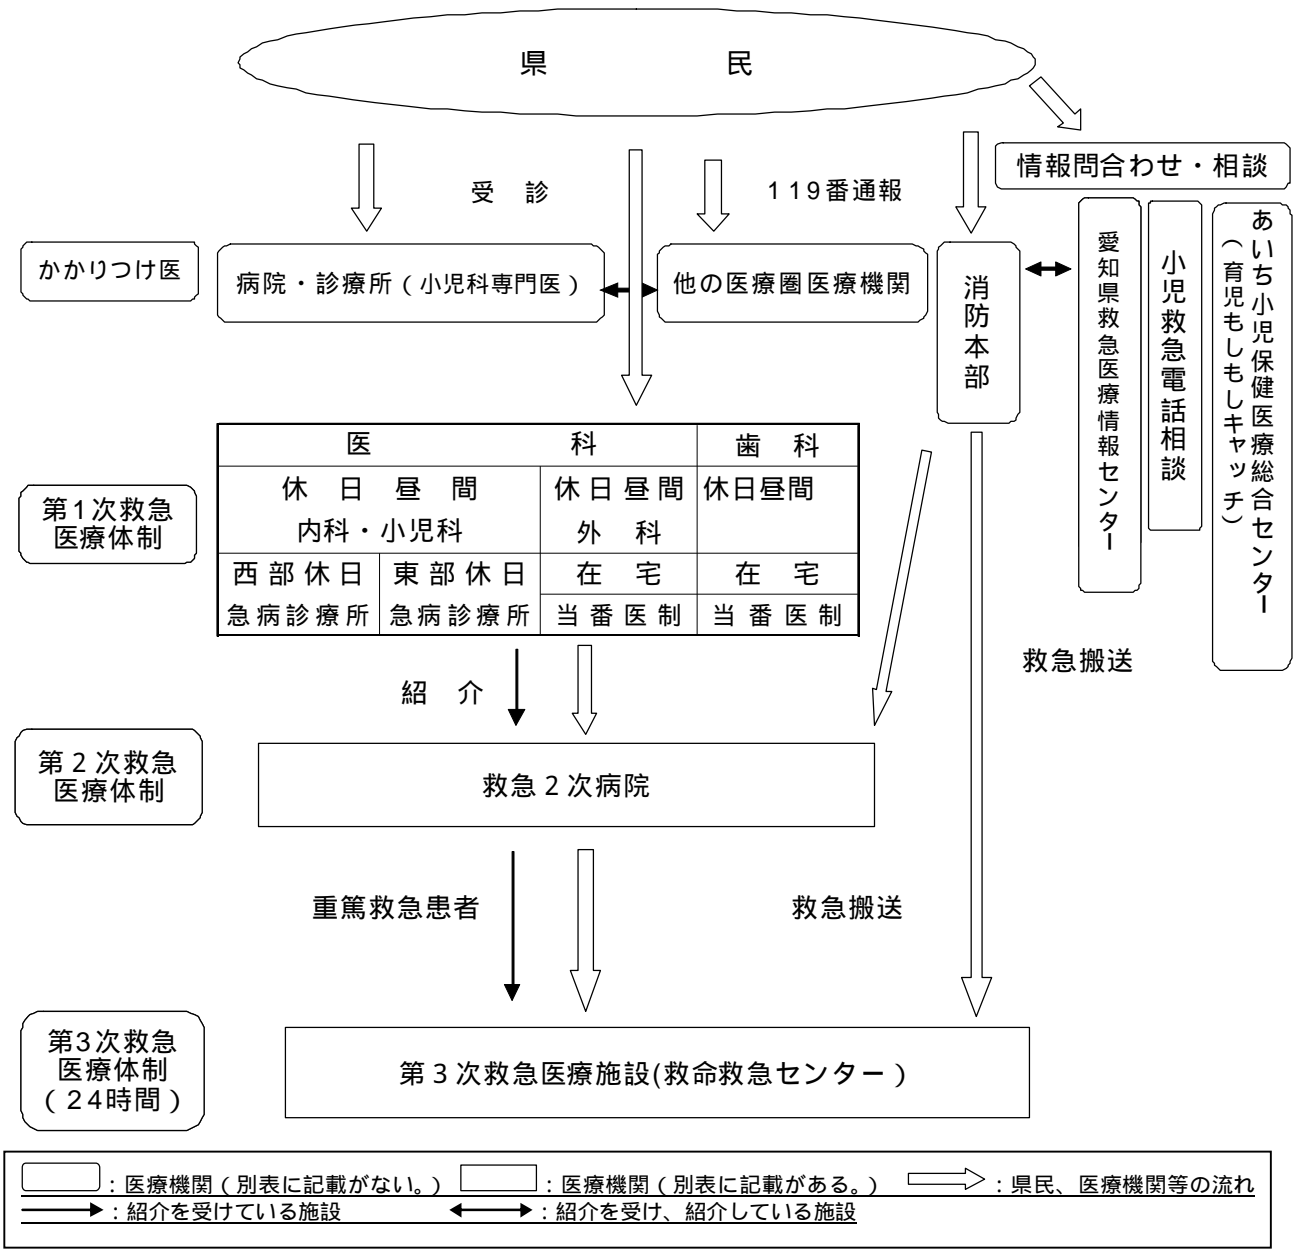 県　民
情報問合わせ・相談
受　診
119番通報
かかりつけ医
病院・診療所（小児科専門医）
他の医療圏医療機関
消防本部
愛知県救急医療情報センター
小児救急電話相談
あいち小児保健医療総合センター
（育児もしもしキャッチ）
医　科
歯　科
第1次救急
医療体制
休　日　昼　間
内科・小児科
休日昼間
外　科
休日昼間
西部休日
急病診療所
東部休日
急病診療所
在　宅
当番医制
在　宅
当番医制
救急搬送
紹　介
第２次救急
医療体制
救急２次病院
重篤救急患者
救急搬送
第3次救急
医療体制
（24時間）
第３次救急医療施設(救命救急センター）
：医療機関（別表に記載がない。）
：医療機関（別表に記載がある。）
：県民、医療機関等の流れ
：紹介を受けている施設
：紹介を受け、紹介している施設